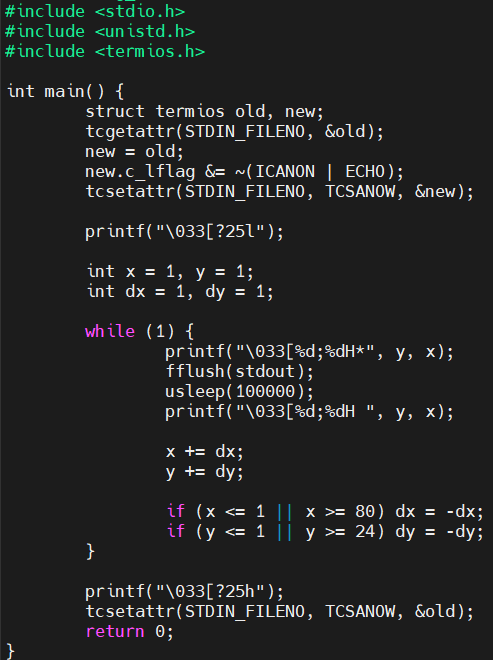 #include <stdio.h>
#include <unistd.h>
#include <termios.h>

int main() {
        struct termios old, new;
        tcgetattr(STDIN_FILENO, &old);
        new = old;
        new.c_lflag &= ~(ICANON | ECHO);
        tcsetattr(STDIN_FILENO, TCSANOW, &new);

        printf("\033[?25l");

        int x = 1, y = 1;
        int dx = 1, dy = 1;

        while (1) {
                printf("\033[%d;%dH*", y, x);
                fflush(stdout);
                usleep(100000);
                printf("\033[%d;%dH ", y, x);

                x += dx;
                y += dy;

                if (x <= 1 || x >= 80) dx = -dx;
                if (y <= 1 || y >= 24) dy = -dy;
        }

        printf("\033[?25h");
        tcsetattr(STDIN_FILENO, TCSANOW, &old);
        return 0;
}